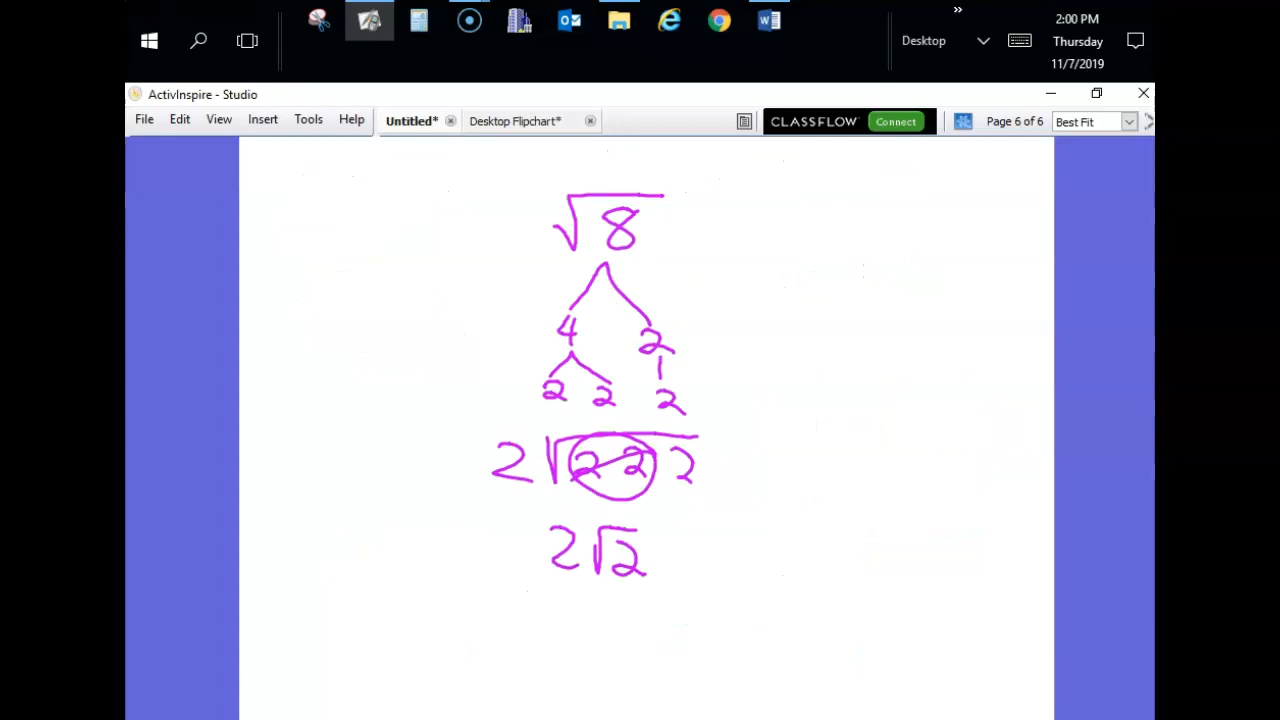 2:00 PM
Desktop
Thursday
11/7/2019
ActivInspire - Studio
File Edit View Insert Tools Help
Untitled* Desktop Flipchart*
CLASSFLOW Connect
Page 6 of 6
Best Fit
√8
4 2
2 2 2
2√2 2 2
2√2